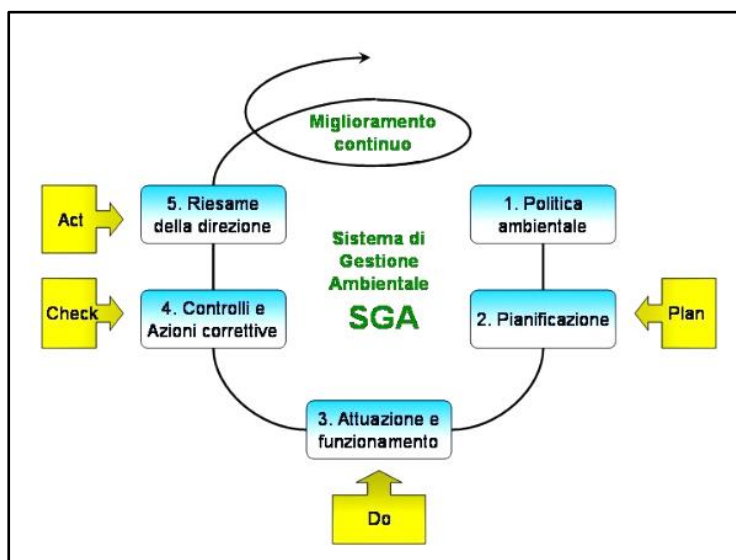 Miglioramento
continuo
Act
5. Riesame
della direzione
1. Politica
ambientale
Sistema di
Gestione
Ambientale
SGA
Check
4. Controlli e
Azioni correttive
2. Pianificazione
Plan
3. Attuazione e
funzionamento
Do